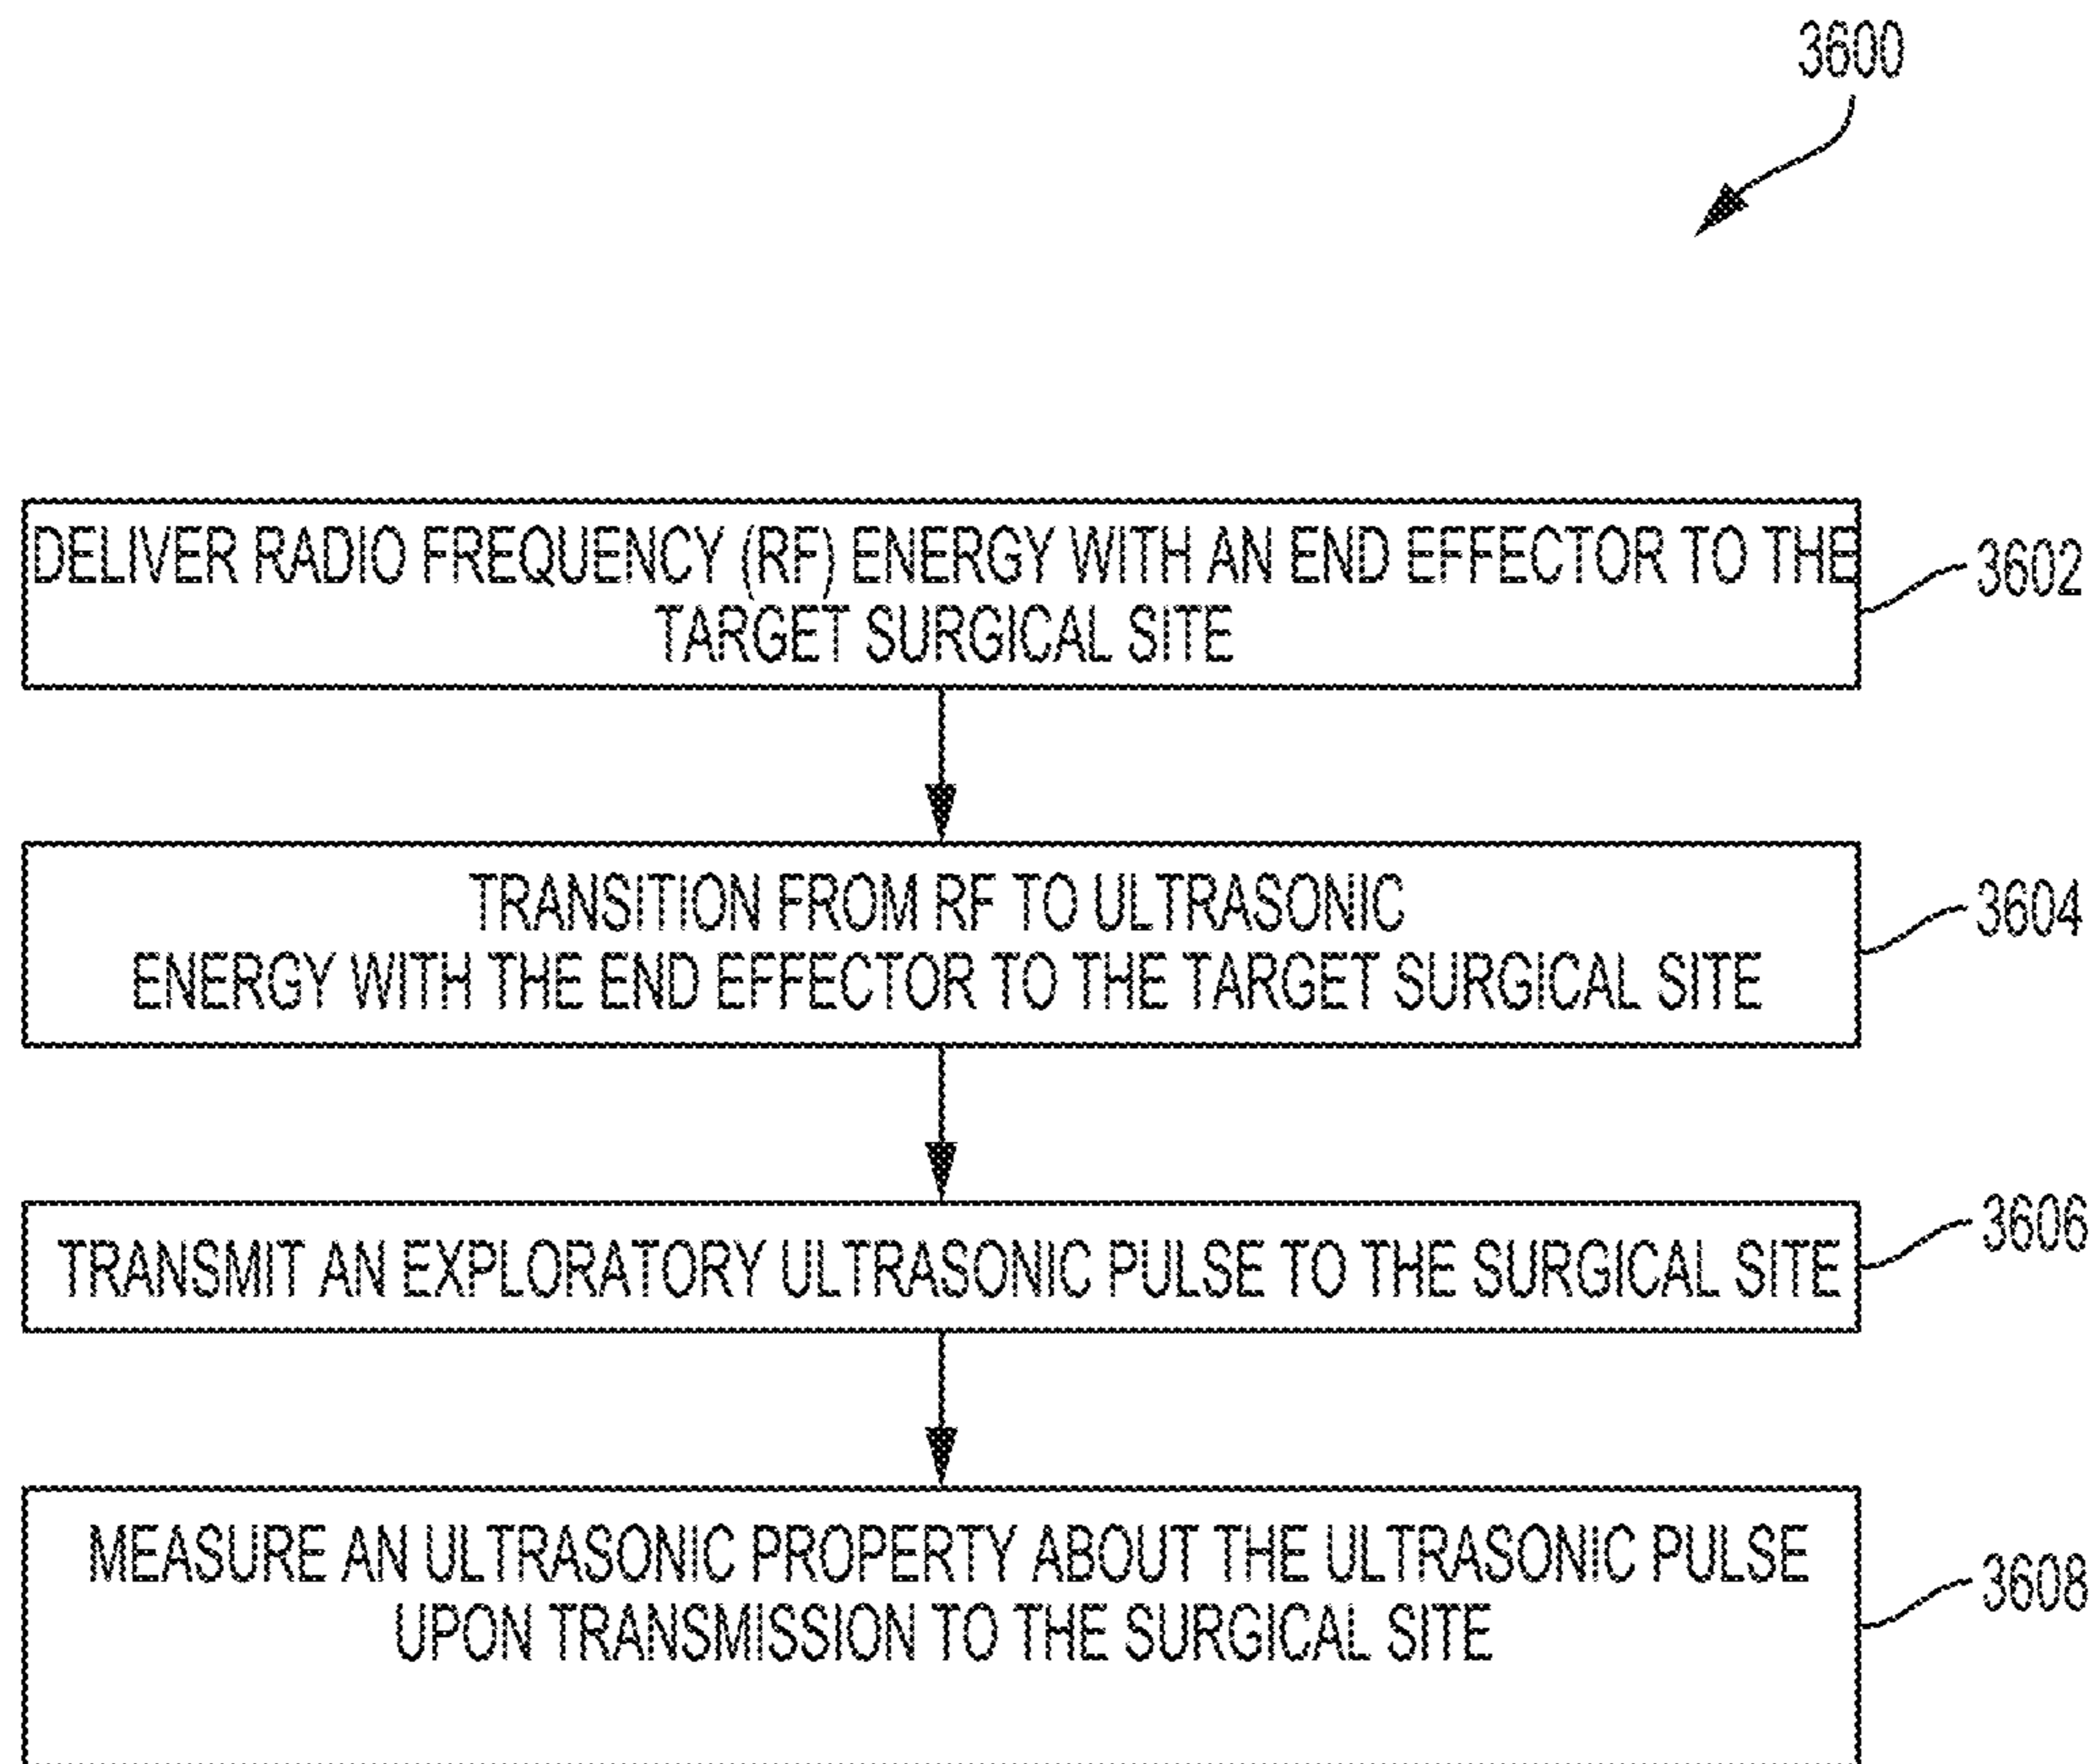 3600
DELIVER RADIO FREQUENCY (RF) ENERGY WITH AN END EFFECTOR TO THE
TARGET SURGICAL SITE
3602
TRANSITION FROM RF TO ULTRASONIC
ENERGY WITH THE END EFFECTOR TO THE TARGET SURGICAL SITE
3604
TRANSMIT AN EXPLORATORY ULTRASONIC PULSE TO THE SURGICAL SITE
3606
MEASURE AN ULTRASONIC PROPERTY ABOUT THE ULTRASONIC PULSE
UPON TRANSMISSION TO THE SURGICAL SITE
3608